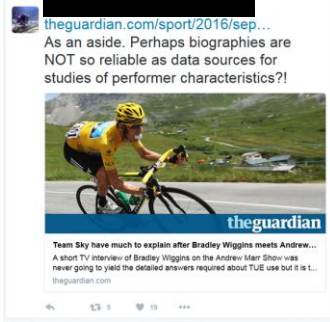 theguardian.com/sport/2016/sep...
As an aside. Perhaps biographies are
NOT so reliable as data sources for
studies of performer characteristics?!
theguardian
Team Sky have much to explain after Bradley Wiggins meets Andrew...
A short TV interview of Bradley Wiggins on the Andrew Marr Show was
never going to yield the detailed answers required about TUE use but it is t...
theguardian.com
9 19